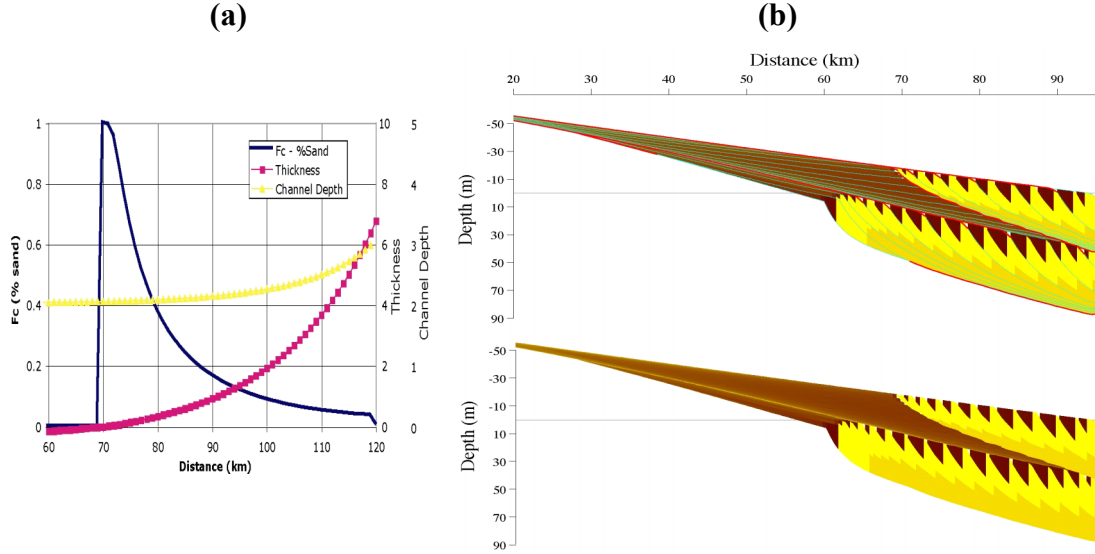 (a)
(b)
Distance (km)
20 30 40 50 60 70 80 90
Fc - %Sand
Thickness
Channel Depth
1
0.8
0.6
0.4
0.2
0
Fc (% sand)
10
8
6
4
2
0
Thickness
5
4
3
2
1
0
Channel Depth
60 70 80 90 100 110 120
Distance (km)
-50
-30
-10
10
30
50
70
90
Depth (m)
-50
-30
-10
10
30
50
70
90
Depth (m)